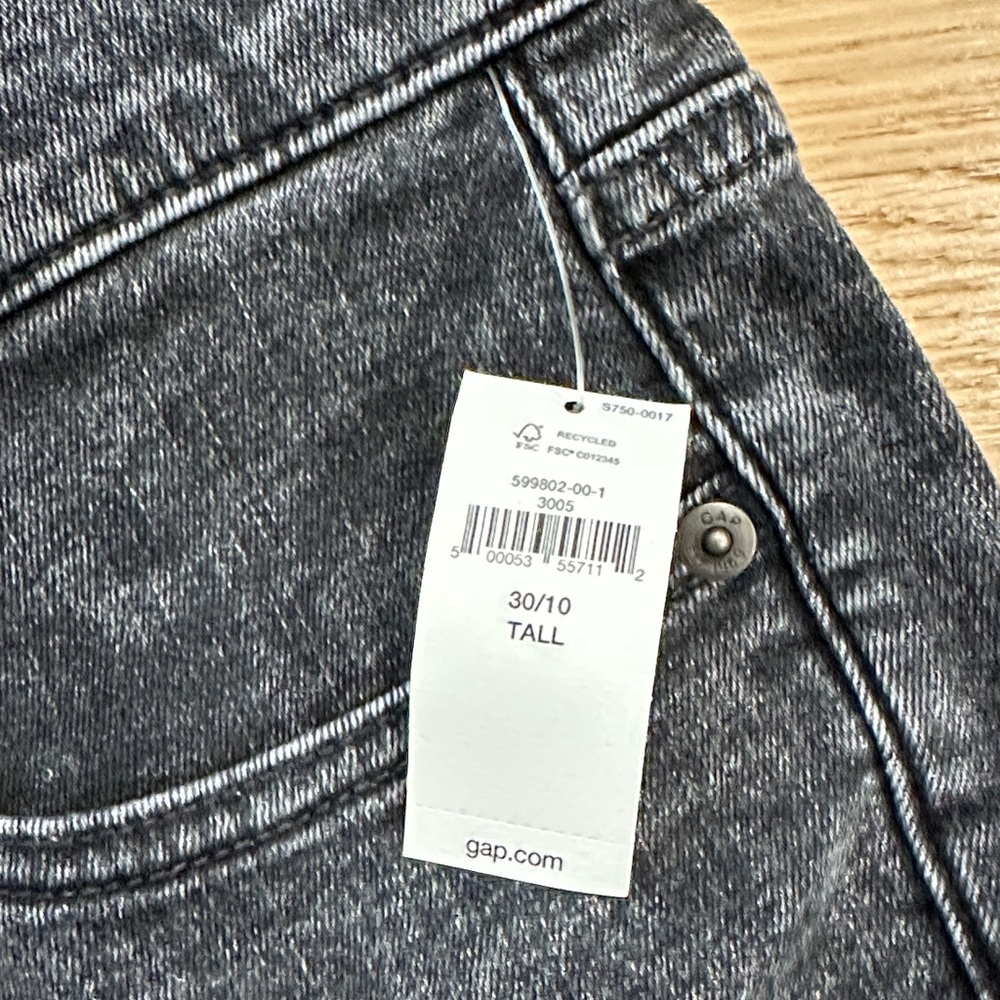 S750-0017
RECYCLED
FSC FSC® C012345
599802-00-1
3005
5 00053 55711 2
30/10
TALL
gap.com
GAP